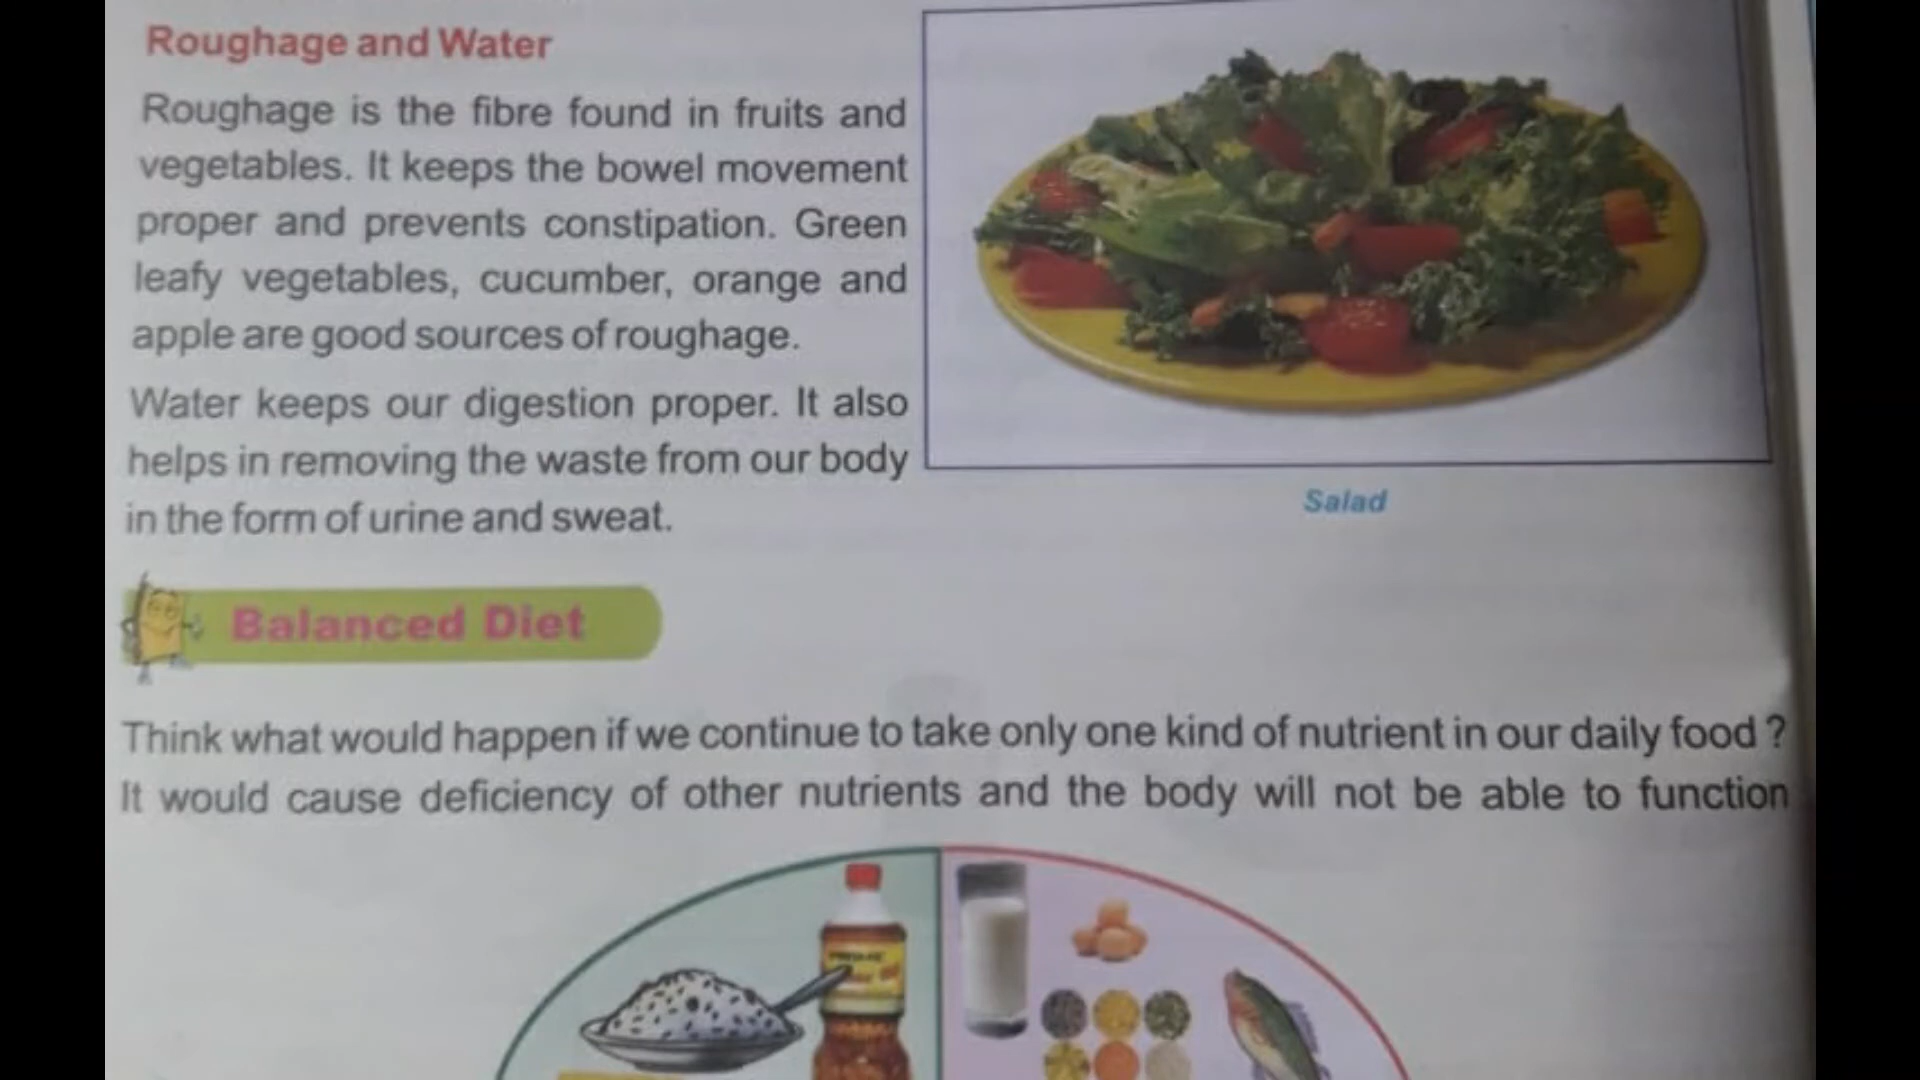 Roughage and Water
Roughage is the fibre found in fruits and
vegetables. It keeps the bowel movement
proper and prevents constipation. Green
leafy vegetables, cucumber, orange and
apple are good sources of roughage.
Water keeps our digestion proper. It also
helps in removing the waste from our body
in the form of urine and sweat.
Salad
Balanced Diet
Think what would happen if we continue to take only one kind of nutrient in our daily food ?
It would cause deficiency of other nutrients and the body will not be able to function